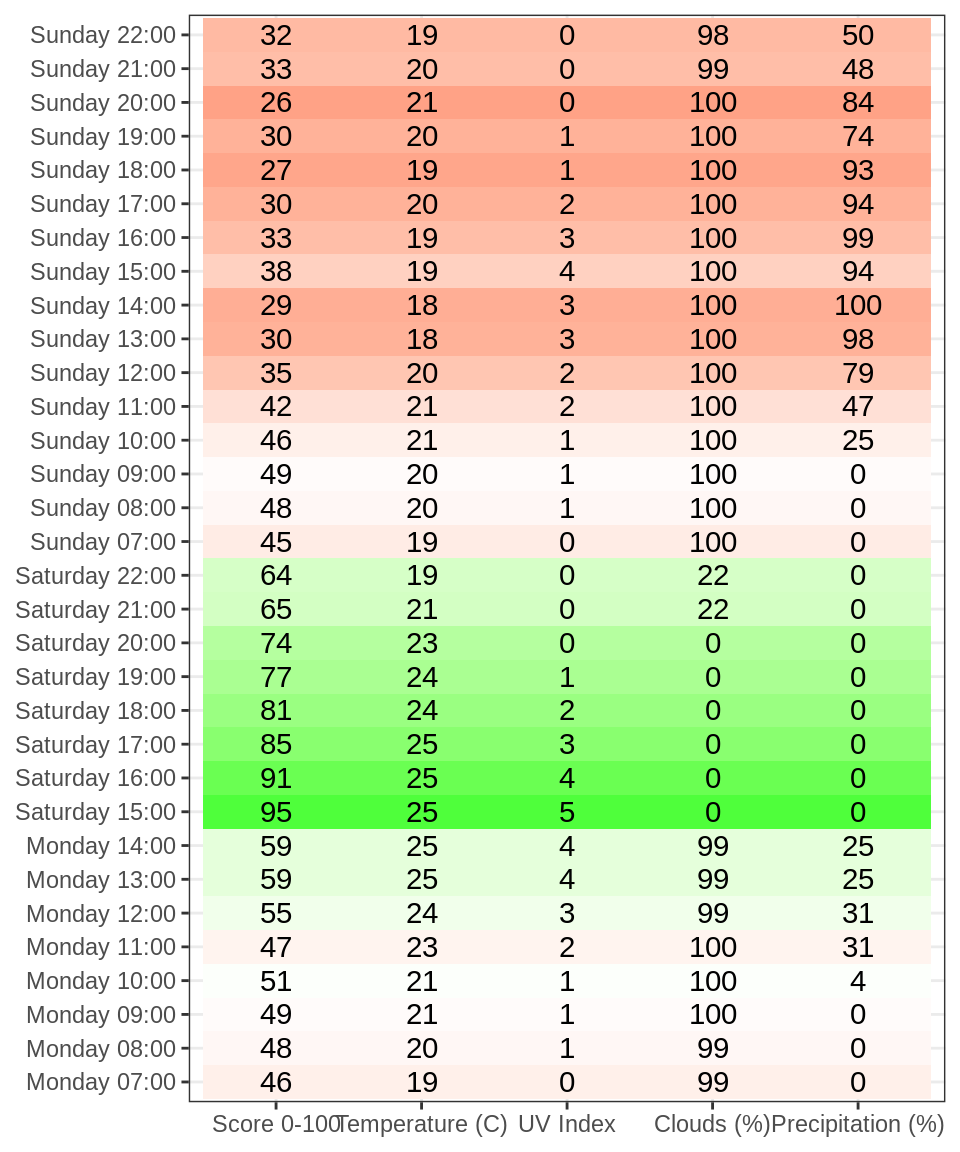 Sunday 22:00 32 19 0 98 50
Sunday 21:00 33 20 0 99 48
Sunday 20:00 26 21 0 100 84
Sunday 19:00 30 20 1 100 74
Sunday 18:00 27 19 1 100 93
Sunday 17:00 30 20 2 100 94
Sunday 16:00 33 19 3 100 99
Sunday 15:00 38 19 4 100 94
Sunday 14:00 29 18 3 100 100
Sunday 13:00 30 18 3 100 98
Sunday 12:00 35 20 2 100 79
Sunday 11:00 42 21 2 100 47
Sunday 10:00 46 21 1 100 25
Sunday 09:00 49 20 1 100 0
Sunday 08:00 48 20 1 100 0
Sunday 07:00 45 19 0 100 0
Saturday 22:00 64 19 0 22 0
Saturday 21:00 65 21 0 22 0
Saturday 20:00 74 23 0 0 0
Saturday 19:00 77 24 1 0 0
Saturday 18:00 81 24 2 0 0
Saturday 17:00 85 25 3 0 0
Saturday 16:00 91 25 4 0 0
Saturday 15:00 95 25 5 0 0
Monday 14:00 59 25 4 99 25
Monday 13:00 59 25 4 99 25
Monday 12:00 55 24 3 99 31
Monday 11:00 47 23 2 100 31
Monday 10:00 51 21 1 100 4
Monday 09:00 49 21 1 100 0
Monday 08:00 48 20 1 99 0
Monday 07:00 46 19 0 99 0
Score 0-100 Temperature (C) UV Index Clouds (%) Precipitation (%)